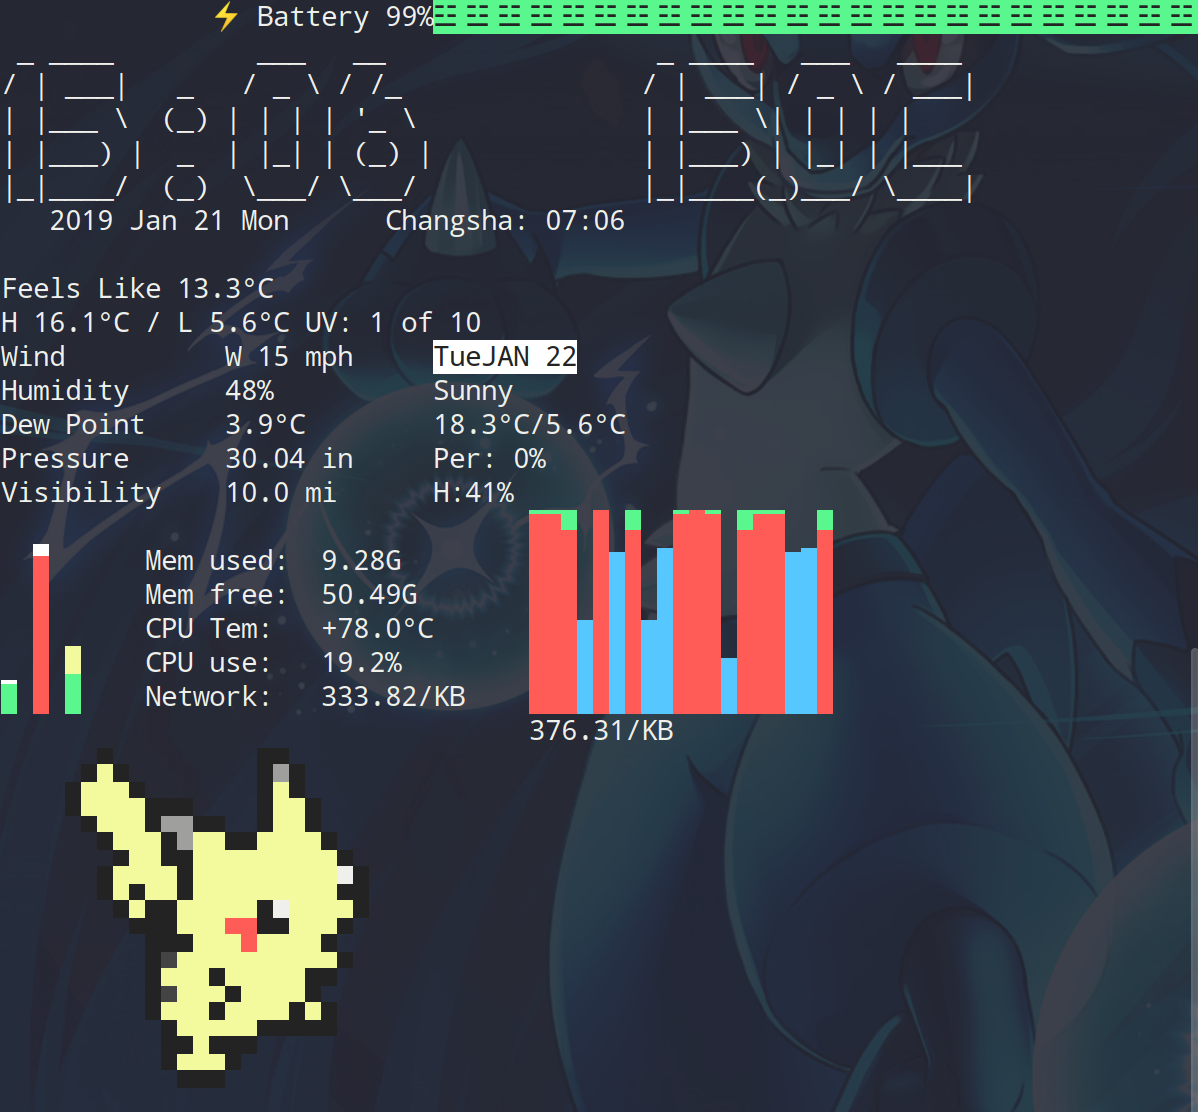 ⚡ Battery 99%
15:06 15°C
2019 Jan 21 Mon Changsha: 07:06
Feels Like 13.3°C
H 16.1°C / L 5.6°C UV: 1 of 10
Wind W 15 mph TueJAN 22
Humidity 48% Sunny
Dew Point 3.9°C 18.3°C/5.6°C
Pressure 30.04 in Per: 0%
Visibility 10.0 mi H:41%
Mem used: 9.28G
Mem free: 50.49G
CPU Tem: +78.0°C
CPU use: 19.2%
Network: 333.82/KB
376.31/KB